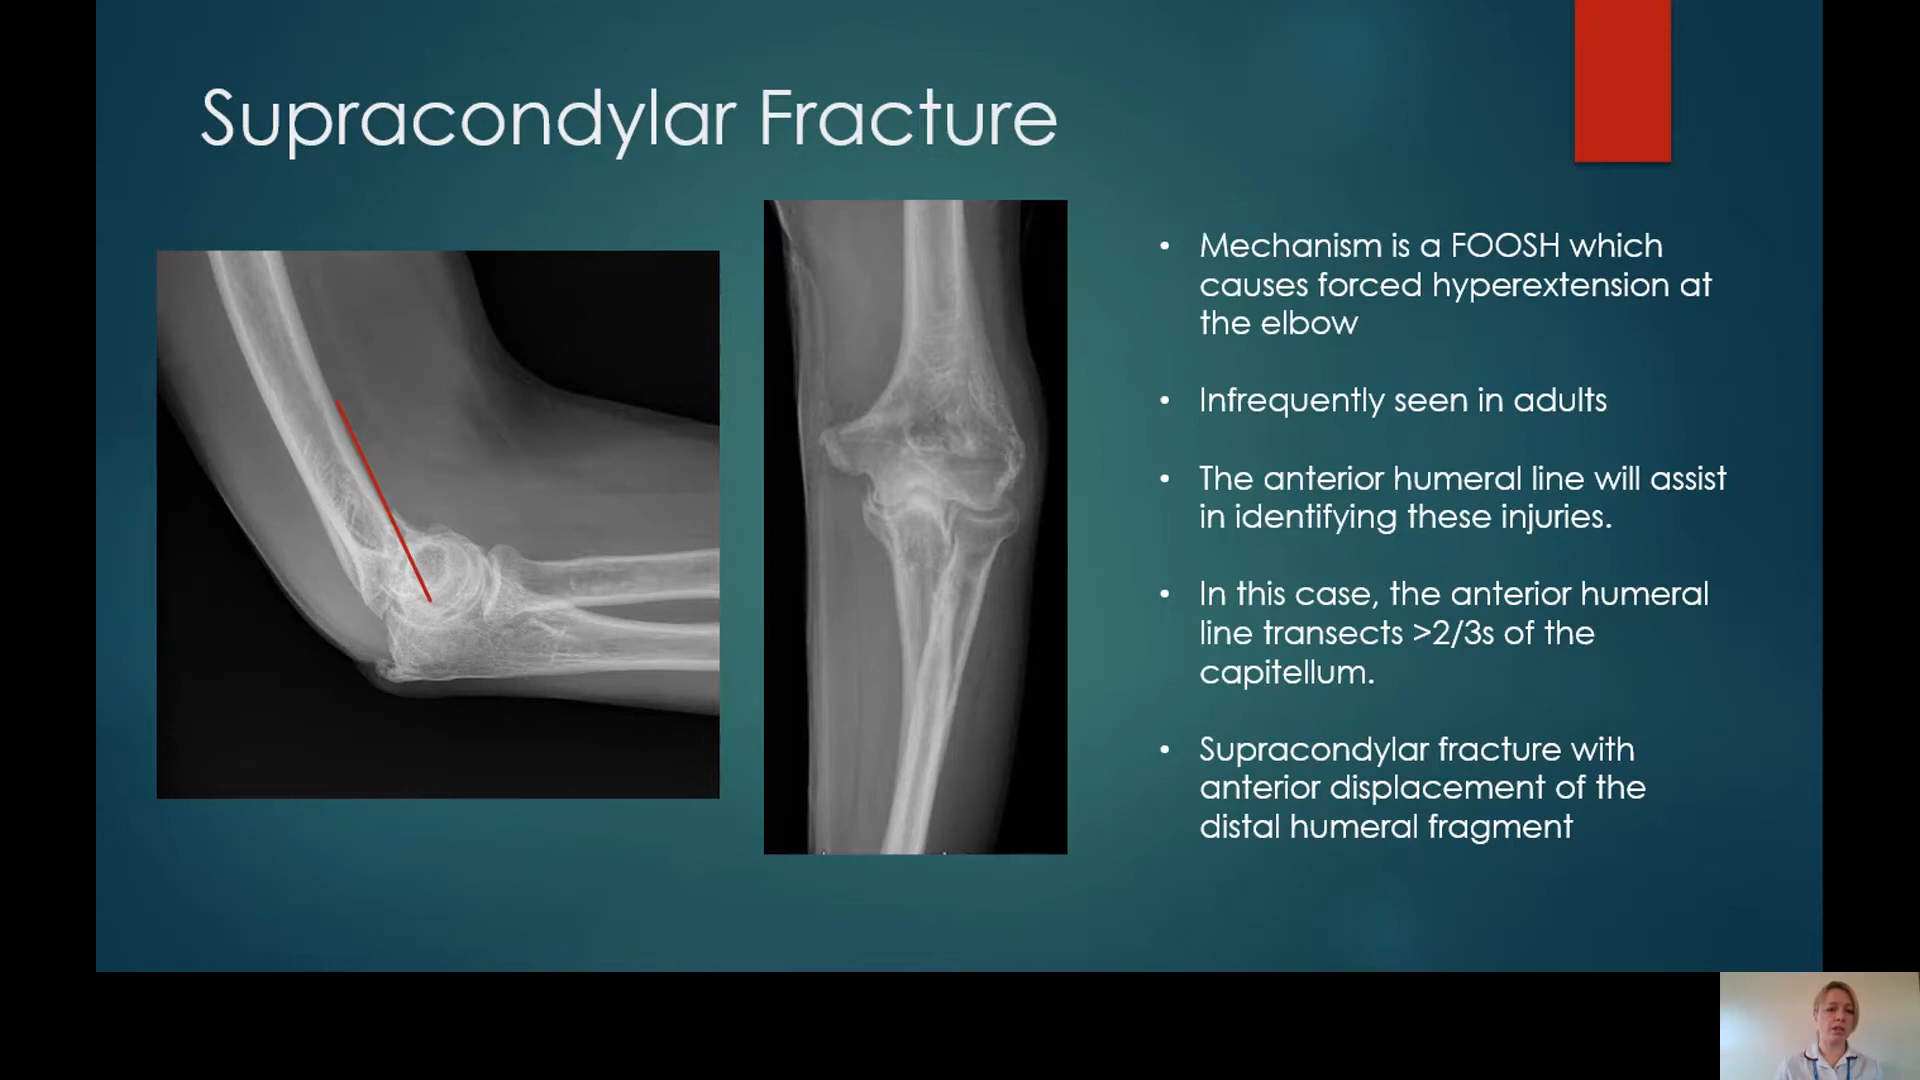 Supracondylar Fracture
• Mechanism is a FOOSH which
causes forced hyperextension at
the elbow
• Infrequently seen in adults
• The anterior humeral line will assist
in identifying these injuries.
• In this case, the anterior humeral
line transects >2/3s of the
capitellum.
• Supracondylar fracture with
anterior displacement of the
distal humeral fragment